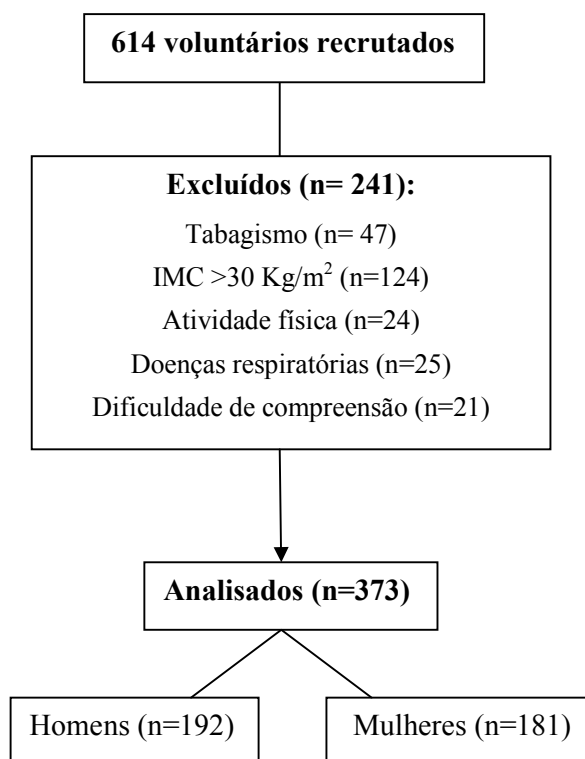 614 voluntários recrutados
Excluídos (n= 241):
Tabagismo (n= 47)
IMC >30 Kg/m² (n=124)
Atividade física (n=24)
Doenças respiratórias (n=25)
Dificuldade de compreensão (n=21)
Analisados (n=373)
Homens (n=192)
Mulheres (n=181)